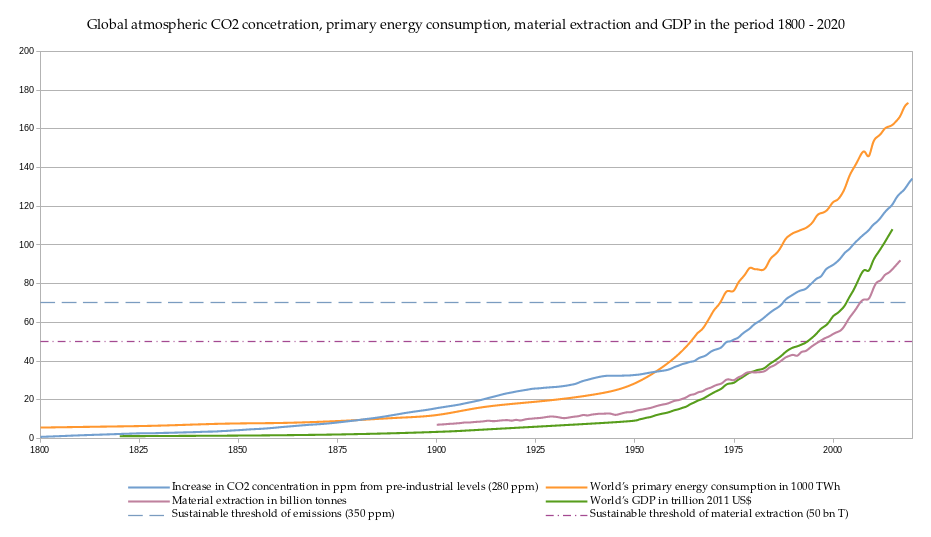 Global atmospheric CO2 concetration, primary energy consumption, material extraction and GDP in the period 1800 - 2020
200
180
160
140
120
100
80
60
40
20
0
1800 1825 1850 1875 1900 1925 1950 1975 2000
Increase in CO2 concentration in ppm from pre-industrial levels (280 ppm) World's primary energy consumption in 1000 TWh
Material extraction in billion tonnes World's GDP in trillion 2011 US$
Sustainable threshold of emissions (350 ppm) Sustainable threshold of material extraction (50 bn T)